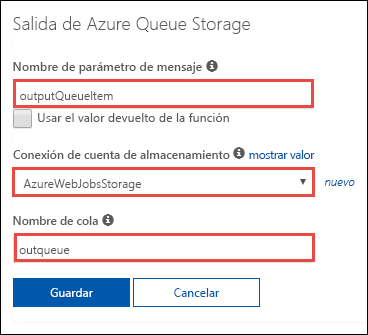 Salida de Azure Queue Storage
Nombre de parámetro de mensaje
outputQueueItem
Usar el valor devuelto de la función
Conexión de cuenta de almacenamiento mostrar valor
AzureWebJobsStorage nuevo
Nombre de cola
outqueue
Guardar Cancelar